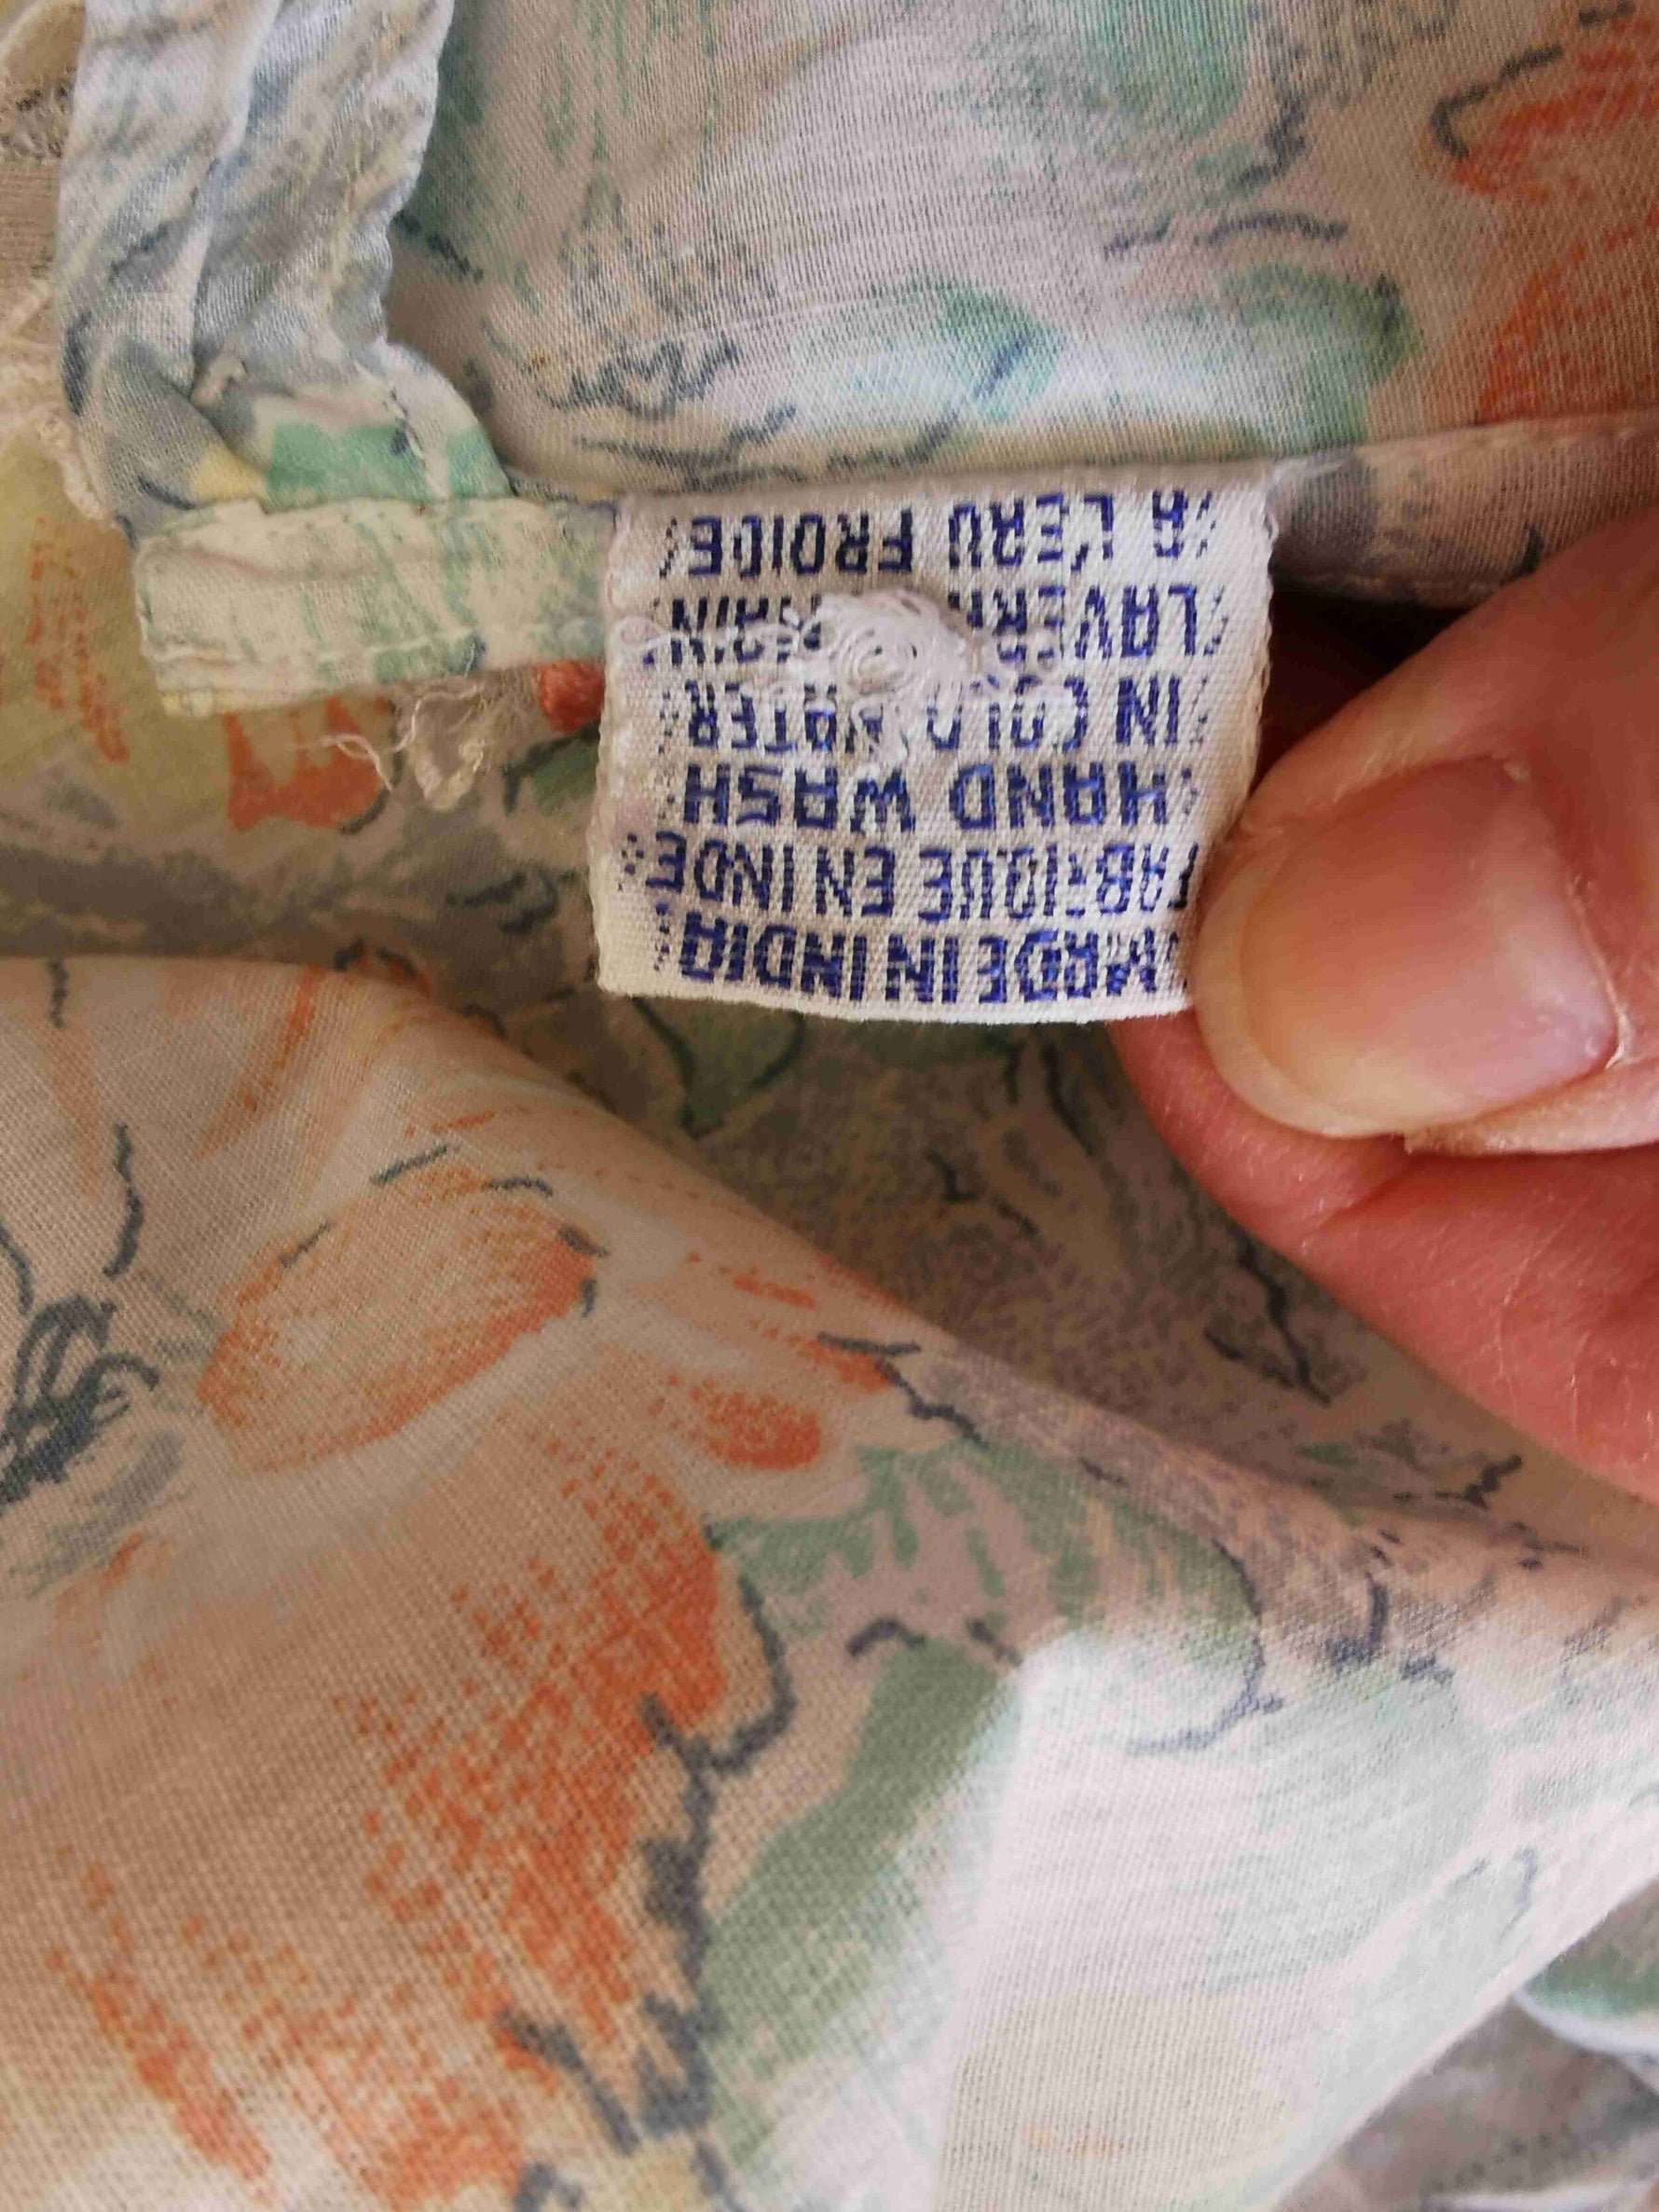 MADE IN INDIA
FABRIQUE EN INDE
HAND WASH
IN COLD WATER
LAVER A MAIN
A L'EAU FROIDE